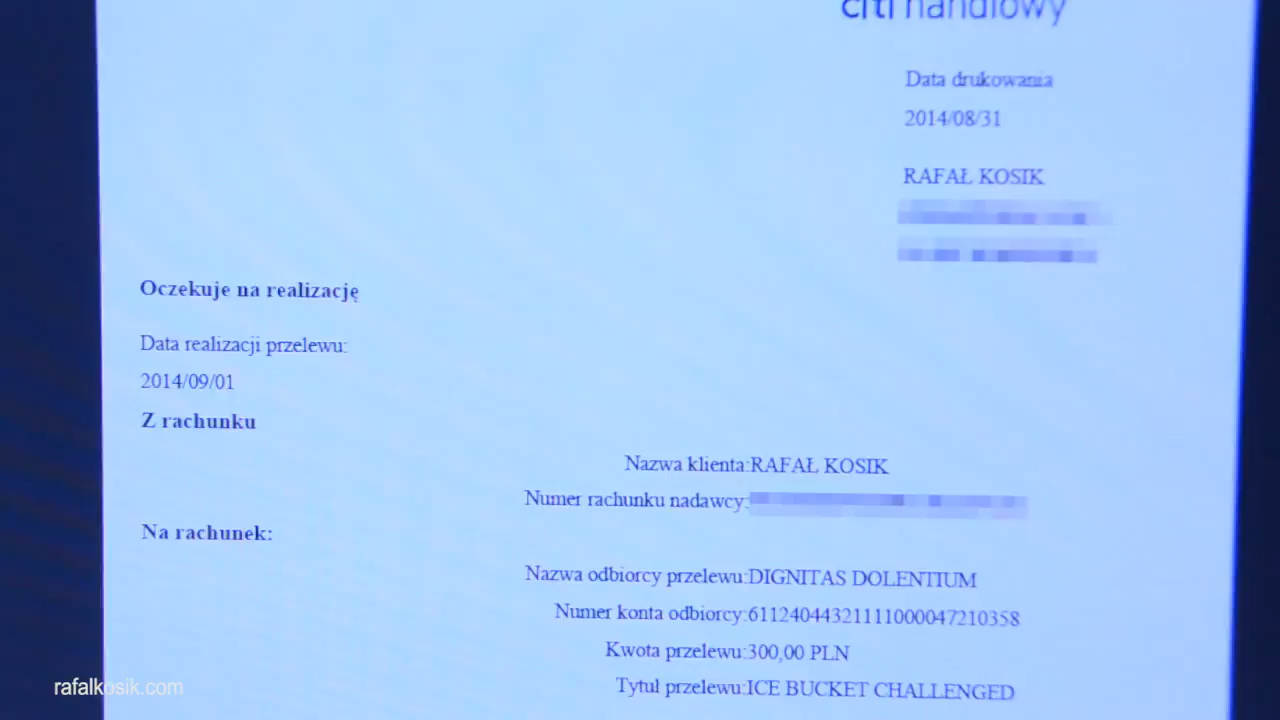 citi handlowy
Data drukowania
2014/08/31
RAFAŁ KOSIK
Oczekuje na realizację
Data realizacji przelewu:
2014/09/01
Z rachunku
Nazwa klienta:RAFAŁ KOSIK
Numer rachunku nadawcy:
Na rachunek:
Nazwa odbiorcy przelewu:DIGNITAS DOLENTIUM
Numer konta odbiorcy:61124044321111000047210358
Kwota przelewu:300,00 PLN
Tytuł przelewu:ICE BUCKET CHALLENGED
rafalkosik.com